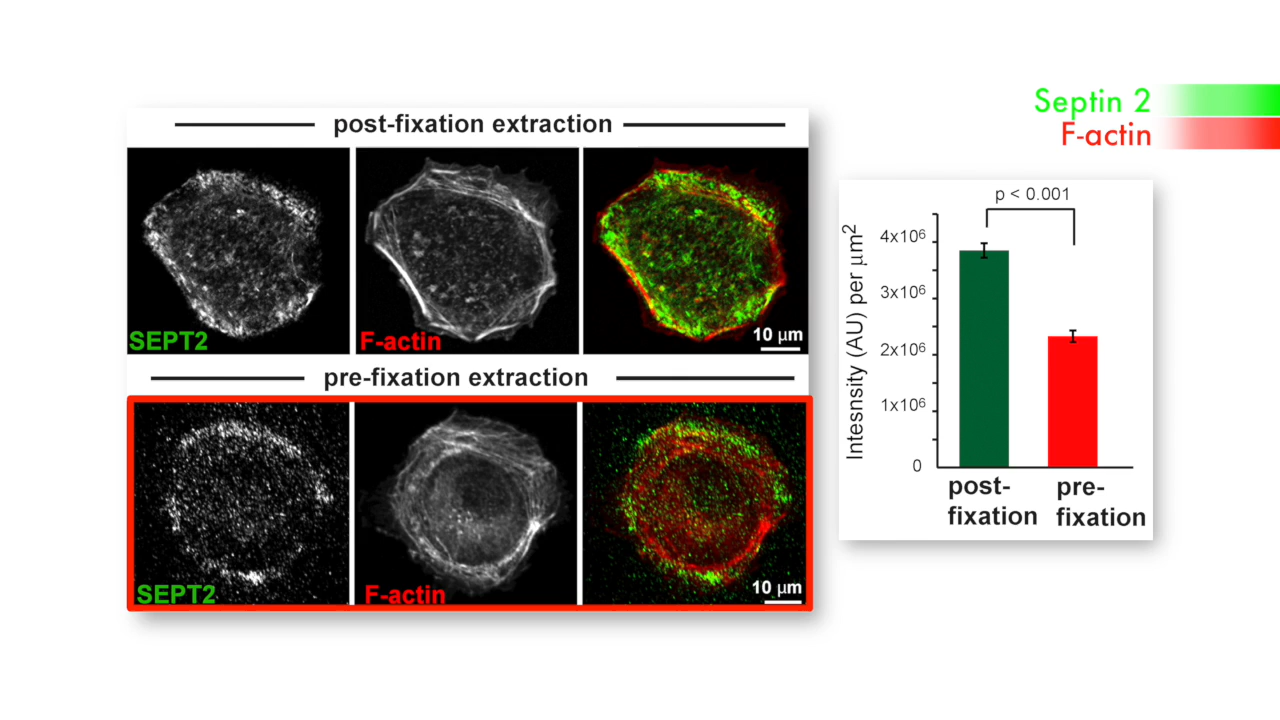 Septin 2
F-actin
post-fixation extraction
SEPT2
F-actin
10 µm
pre-fixation extraction
SEPT2
F-actin
10 µm
p < 0.001
Intesnsity (AU) per µm²
4x10⁶
3x10⁶
2x10⁶
1x10⁶
0
post-
fixation
pre-
fixation